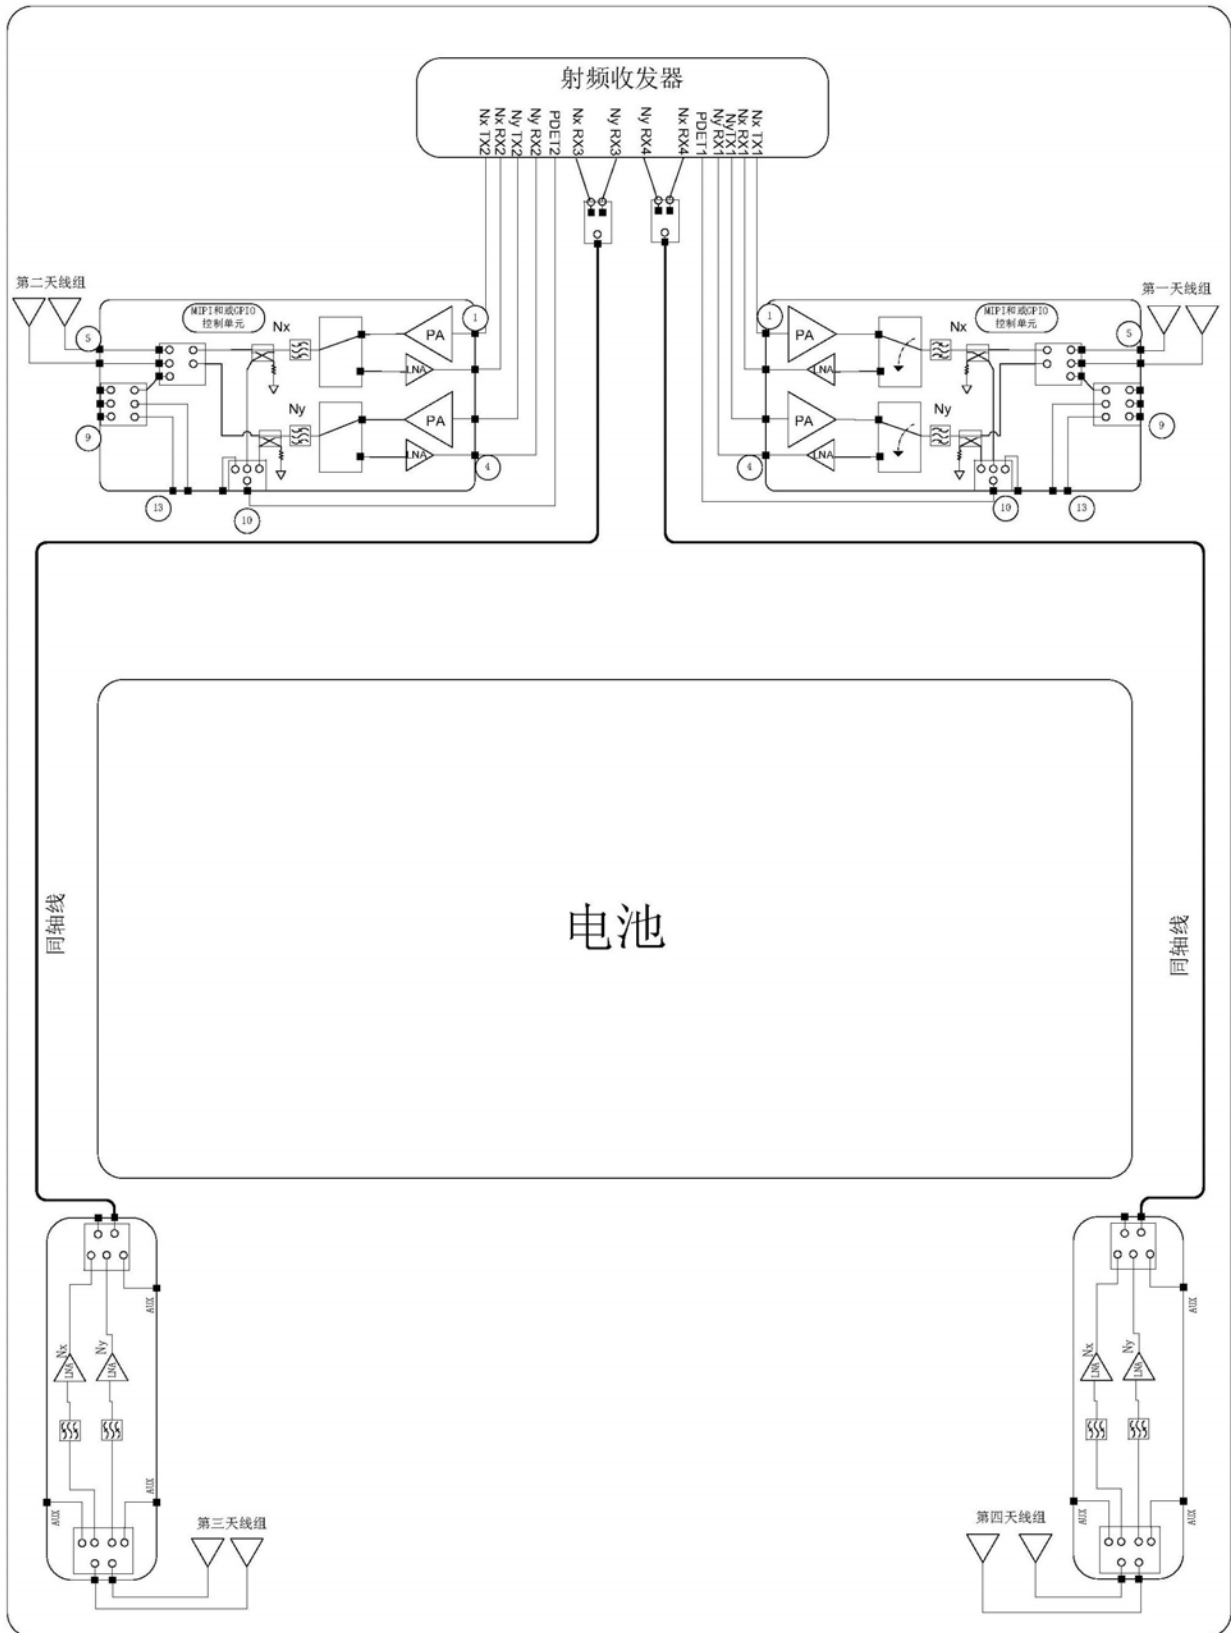 射频收发器
Nx TX2
Nx RX2
Ny TX2
Ny RX2
PDET2
Nx RX3
Ny RX3
Ny RX4
Nx RX4
PDET1
Ny RX1
NyTX1
Nx RX1
Nx TX1
第二天线组
第一天线组
MIPI和或GPIO
控制单元
Nx
PA
LNA
Ny
PA
LNA
1
4
5
9
10
13
MIPI和或GPIO
控制单元
Nx
PA
LNA
Ny
PA
LNA
1
4
5
9
10
13
同轴线
电池
同轴线
AUX
Nx
LNA
Ny
LNA
AUX
AUX
第三天线组
AUX
Nx
LNA
Ny
LNA
AUX
AUX
第四天线组